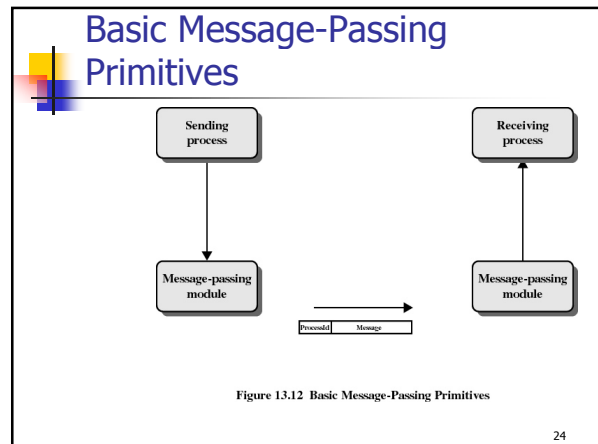 Basic Message-Passing
Primitives
Sending
process
Receiving
process
Message-passing
module
Message-passing
module
ProcessId Message
Figure 13.12 Basic Message-Passing Primitives
24